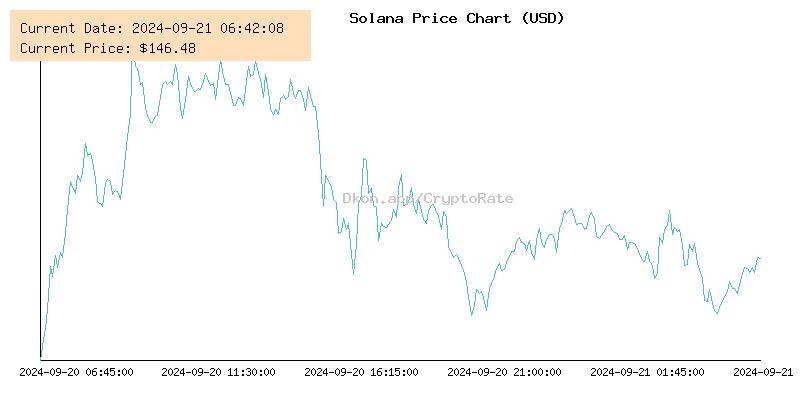 Solana Price Chart (USD)
Current Date: 2024-09-21 06:42:08
Current Price: $146.48
Dkon.app/CryptoRate
2024-09-20 06:45:00 2024-09-20 11:30:00 2024-09-20 16:15:00 2024-09-20 21:00:00 2024-09-21 01:45:00 2024-09-21